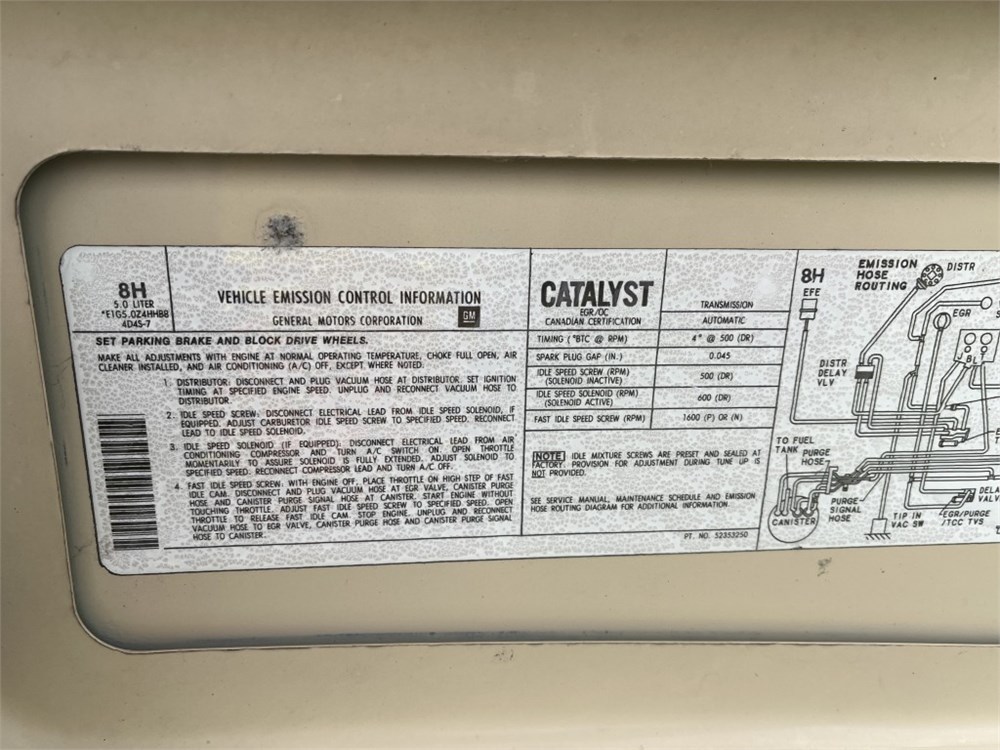 8H
5.0 LITER
*E1G5.0Z4HHB8
4D4S-7
VEHICLE EMISSION CONTROL INFORMATION
GENERAL MOTORS CORPORATION
GM
SET PARKING BRAKE AND BLOCK DRIVE WHEELS.
MAKE ALL ADJUSTMENTS WITH ENGINE AT NORMAL OPERATING TEMPERATURE, CHOKE FULL OPEN, AIR
CLEANER INSTALLED, AND AIR CONDITIONING (A/C) OFF, EXCEPT WHERE NOTED.
1. DISTRIBUTOR: DISCONNECT AND PLUG VACUUM HOSE AT DISTRIBUTOR. SET IGNITION
TIMING AT SPECIFIED ENGINE SPEED. UNPLUG AND RECONNECT VACUUM HOSE TO
DISTRIBUTOR.
2. IDLE SPEED SCREW: DISCONNECT ELECTRICAL LEAD FROM IDLE SPEED SOLENOID, IF
EQUIPPED. ADJUST CARBURETOR IDLE SPEED SCREW TO SPECIFIED SPEED. RECONNECT
LEAD TO IDLE SPEED SOLENOID.
3. IDLE SPEED SOLENOID (IF EQUIPPED): DISCONNECT ELECTRICAL LEAD FROM AIR
CONDITIONING COMPRESSOR AND TURN A/C SWITCH ON. OPEN THROTTLE
MOMENTARILY TO ASSURE SOLENOID IS FULLY EXTENDED. ADJUST SOLENOID TO
SPECIFIED SPEED. RECONNECT COMPRESSOR LEAD AND TURN A/C OFF.
4. FAST IDLE SPEED SCREW: WITH ENGINE OFF, PLACE THROTTLE ON HIGH STEP OF FAST
IDLE CAM. DISCONNECT AND PLUG VACUUM HOSE AT EGR VALVE, CANISTER PURGE
HOSE AND CANISTER PURGE SIGNAL HOSE AT CANISTER. START ENGINE WITHOUT
TOUCHING THROTTLE. ADJUST FAST IDLE SPEED SCREW TO SPECIFIED SPEED. OPEN
THROTTLE TO RELEASE FAST IDLE CAM. STOP ENGINE. UNPLUG AND RECONNECT
VACUUM HOSE TO EGR VALVE, CANISTER PURGE HOSE AND CANISTER PURGE SIGNAL
HOSE TO CANISTER.
CATALYST
EGR/OC
CANADIAN CERTIFICATION
TRANSMISSION
AUTOMATIC
TIMING (°BTC @ RPM) 4° @ 500 (DR)
SPARK PLUG GAP (IN.) 0.045
IDLE SPEED SCREW (RPM)
(SOLENOID INACTIVE) 500 (DR)
IDLE SPEED SOLENOID (RPM)
(SOLENOID ACTIVE) 600 (DR)
FAST IDLE SPEED SCREW (RPM) 1600 (P) OR (N)
NOTE IDLE MIXTURE SCREWS ARE PRESET AND SEALED AT
FACTORY. PROVISION FOR ADJUSTMENT DURING TUNE UP IS
NOT PROVIDED.
SEE SERVICE MANUAL, MAINTENANCE SCHEDULE AND EMISSION
HOSE ROUTING DIAGRAM FOR ADDITIONAL INFORMATION
PT. NO. 52353250
8H
EFE
EMISSION
HOSE
ROUTING
DISTR
EGR
DISTR
DELAY
VLV
TO FUEL
TANK
PURGE
HOSE
CANISTER
PURGE
SIGNAL
HOSE
TIP IN
VAC SW
EGR/PURGE
/TCC TVS